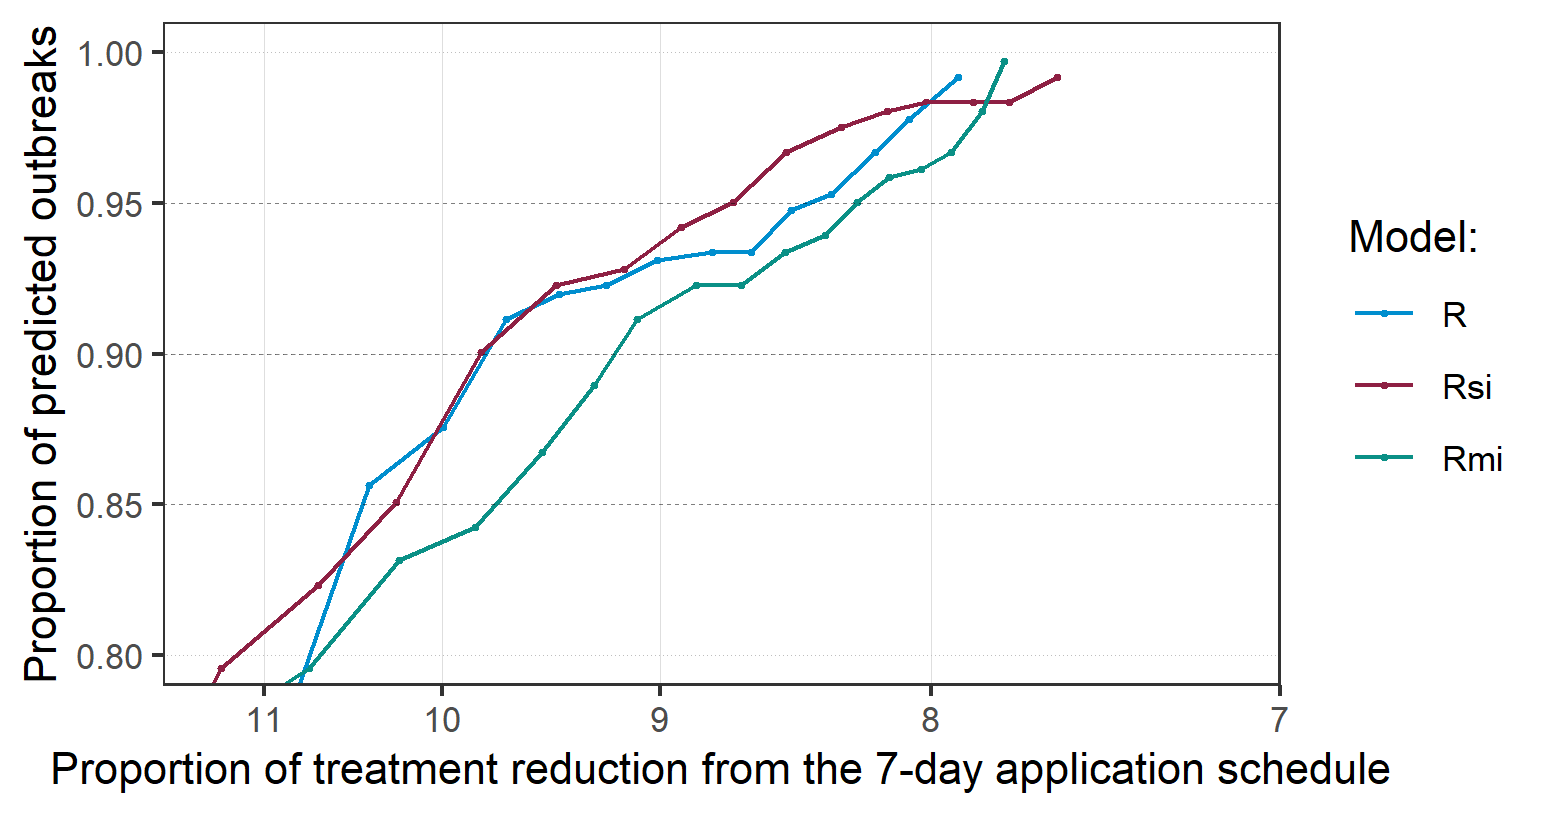 Proportion of predicted outbreaks
1.00
0.95
0.90
0.85
0.80
11 10 9 8 7
Proportion of treatment reduction from the 7-day application schedule
Model:
R
Rsi
Rmi